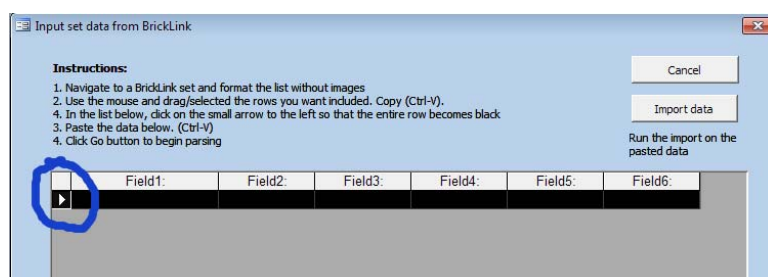 Input set data from BrickLink
Instructions:
1. Navigate to a BrickLink set and format the list without images
2. Use the mouse and drag/selected the rows you want included. Copy (Ctrl-V).
4. In the list below, click on the small arrow to the left so that the entire row becomes black
3. Paste the data below. (Ctrl-V)
4. Click Go button to begin parsing
Cancel
Import data
Run the import on the
pasted data
Field1: Field2: Field3: Field4: Field5: Field6: